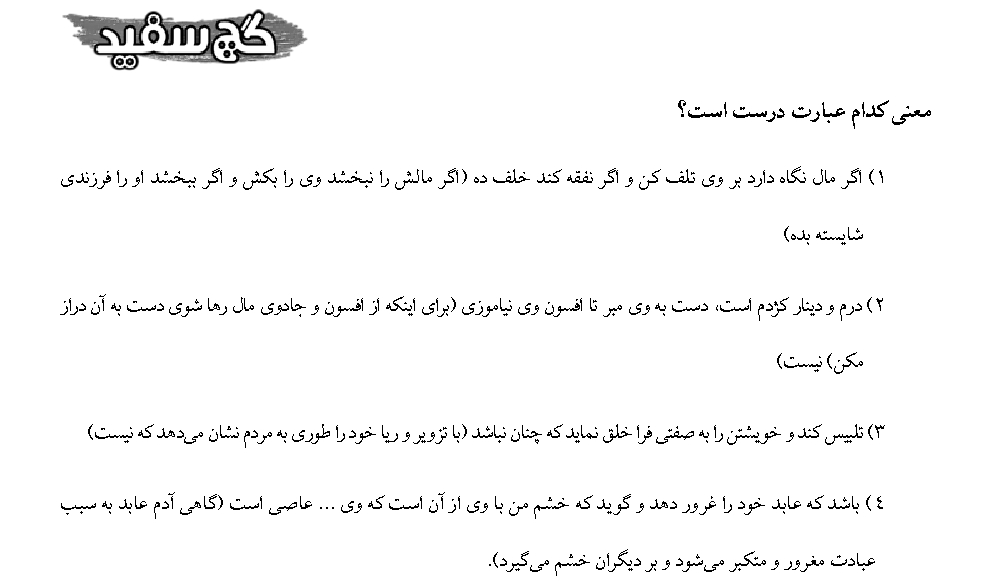 گچ سفید
معنی کدام عبارت درست است؟
۱) اگر مال نگاه دارد بر وی تلف کن و اگر نفقه کند خلف ده (اگر مالش را نبخشد وی را بکش و اگر ببخشد او را فرزندی
شایسته بده)
۲) درم و دینار کژدم است، دست به وی مبر تا افسون وی نیاموزی (برای اینکه از افسون و جادوی مال رها شوی دست به آن دراز
مکن) نیست)
۳) تلبیس کند و خویشتن را به صفتی فرا خلق نماید که چنان نباشد (با تزویر و ریا خود را طوری به مردم نشان می‌دهد که نیست)
٤) باشد که عابد خود را غرور دهد و گوید که خشم من با وی از آن است که وی ... عاصی است (گاهی آدم عابد به سبب
عبادت مغرور و متکبر می‌شود و بر دیگران خشم می‌گیرد).